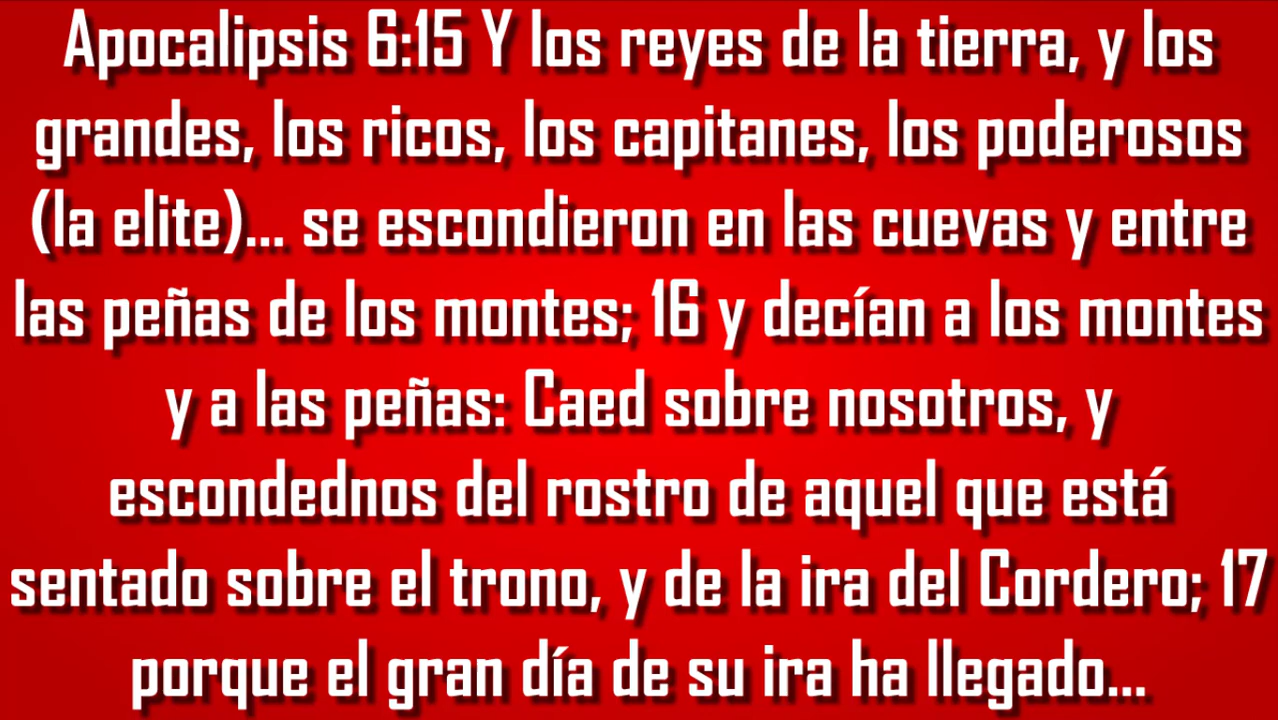 Apocalipsis 6:15 Y los reyes de la tierra, y los
grandes, los ricos, los capitanes, los poderosos
(la elite)... se escondieron en las cuevas y entre
las peñas de los montes; 16 y decían a los montes
y a las peñas: Caed sobre nosotros, y
escondednos del rostro de aquel que está
sentado sobre el trono, y de la ira del Cordero; 17
porque el gran día de su ira ha llegado...